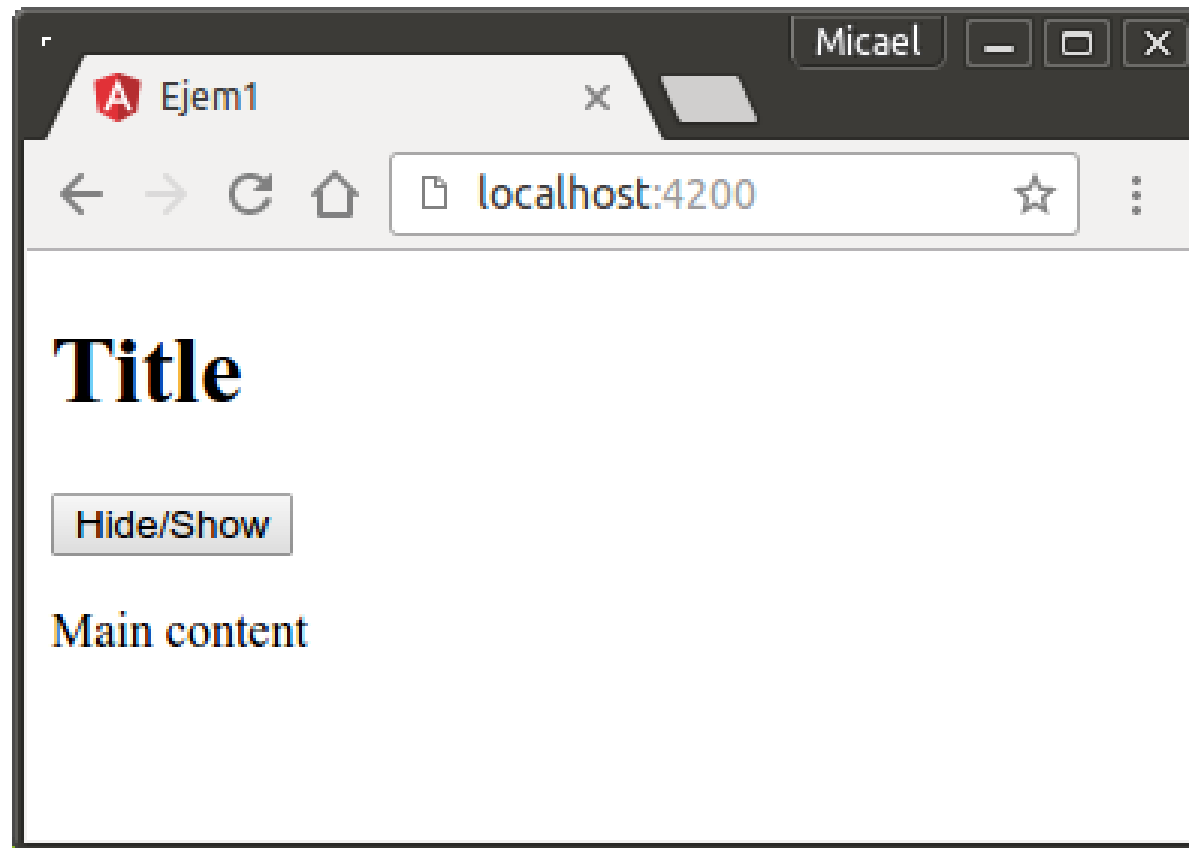 Micael
Ejem1
localhost:4200
Title
Hide/Show
Main content